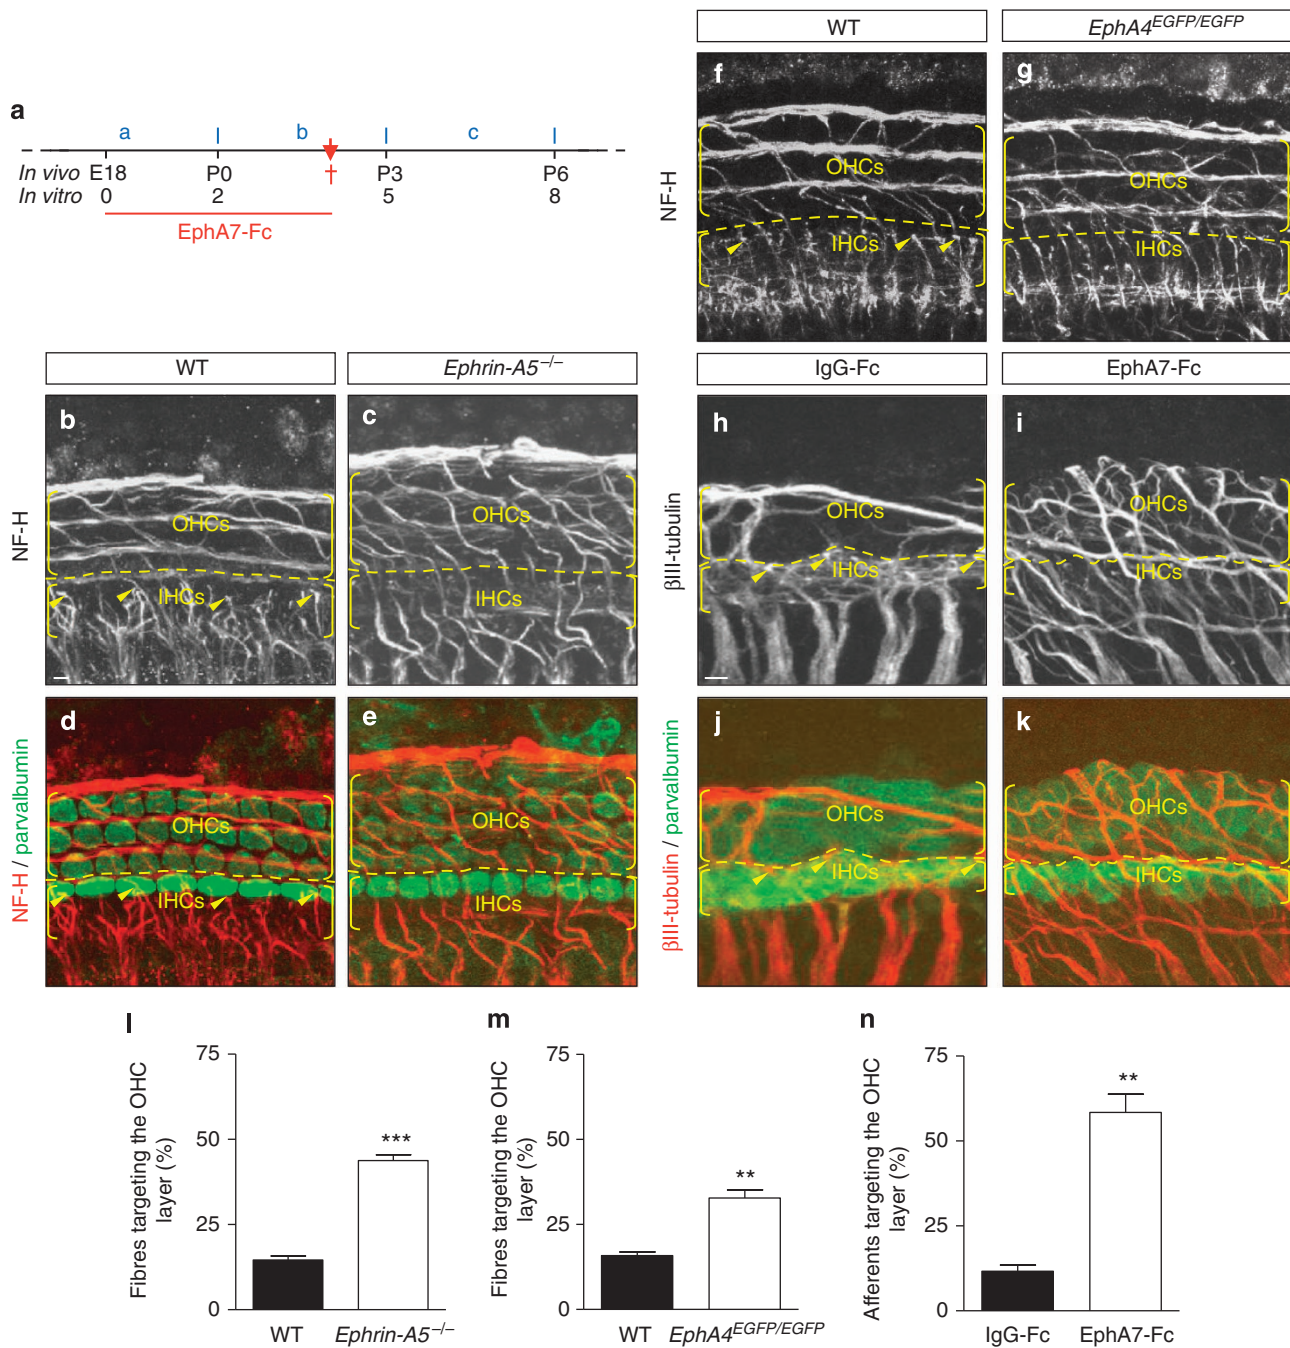 a
a b c
In vivo E18 P0 † P3 P6
In vitro 0 2 5 8
EphA7-Fc
WT EphA4^EGFP/EGFP
NF-H
f
OHCs
IHCs
g
OHCs
IHCs
WT Ephrin-A5–/–
NF-H
b
OHCs
IHCs
c
OHCs
IHCs
NF-H / parvalbumin
d
OHCs
IHCs
e
OHCs
IHCs
IgG-Fc EphA7-Fc
βIII-tubulin
h
OHCs
IHCs
i
OHCs
IHCs
βIII-tubulin / parvalbumin
j
OHCs
IHCs
k
OHCs
IHCs
l
Fibres targeting the OHC
layer (%)
75
50
25
0
***
WT Ephrin-A5–/–
m
Fibres targeting the OHC
layer (%)
75
50
25
0
**
WT EphA4^EGFP/EGFP
n
Afferents targeting the OHC
layer (%)
75
50
25
0
**
IgG-Fc EphA7-Fc